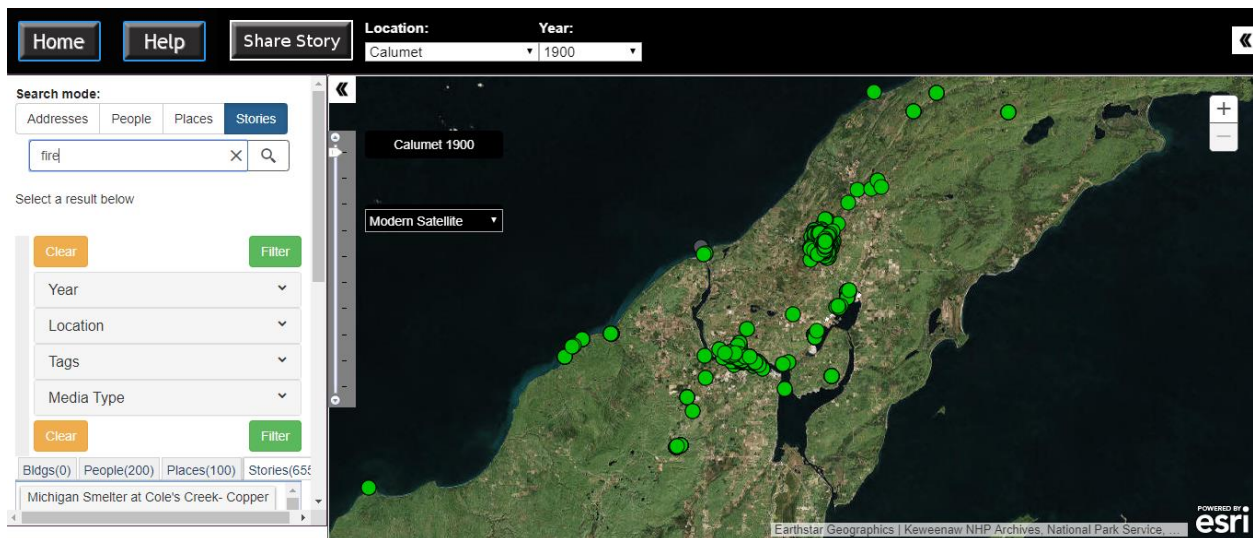 Home
Help
Share Story
Location:
Calumet
Year:
1900
Search mode:
Addresses
People
Places
Stories
fire
Select a result below
Clear
Filter
Year
Location
Tags
Media Type
Clear
Filter
Bldgs(0)
People(200)
Places(100)
Stories(655
Michigan Smelter at Cole's Creek- Copper
Calumet 1900
Modern Satellite
Earthstar Geographics | Keweenaw NHP Archives, National Park Service, ...
POWERED BY
esri